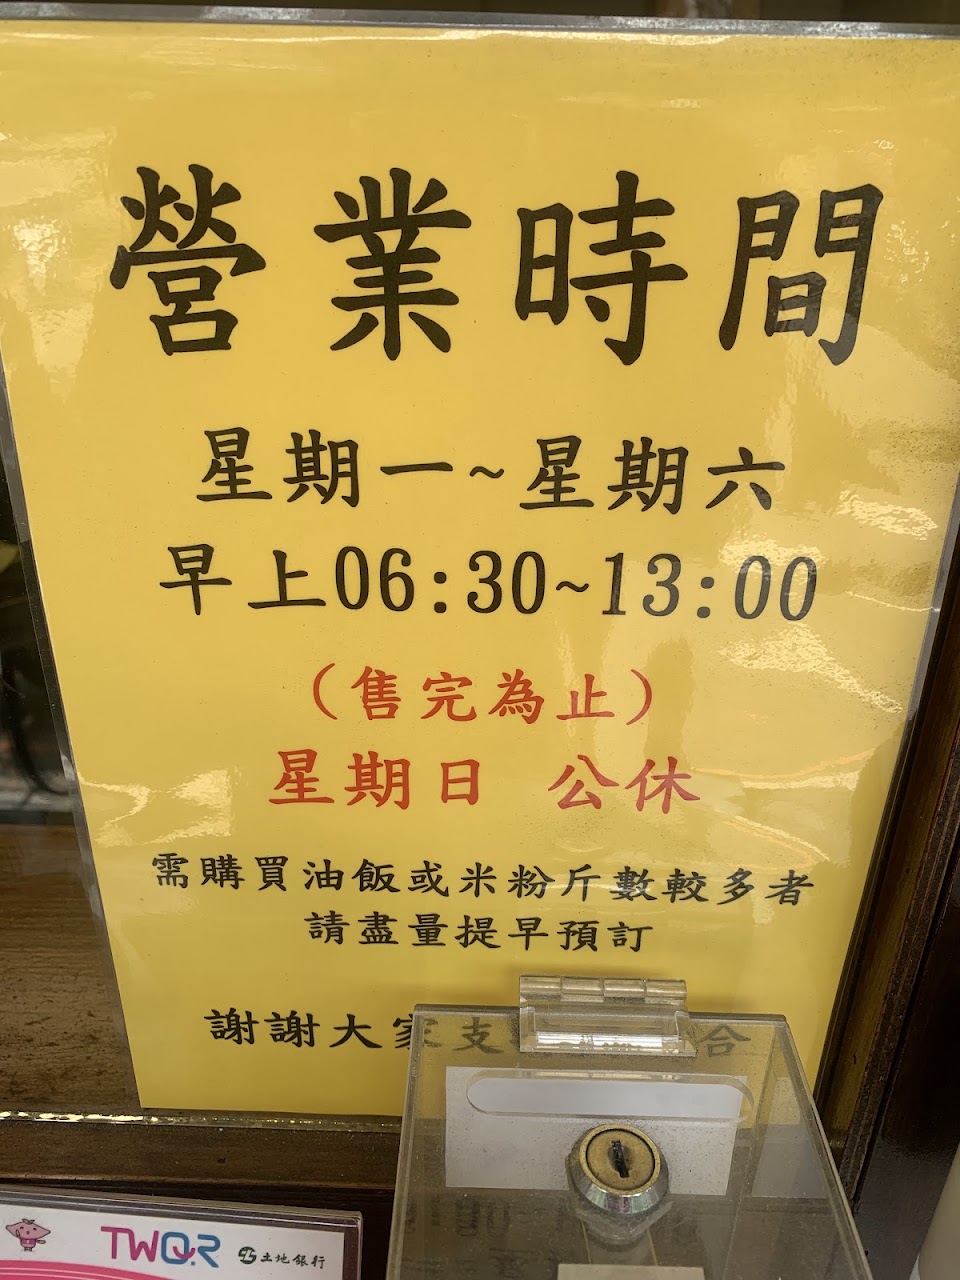 營業時間
星期一~星期六
早上06:30~13:00
(售完為止)
星期日 公休
需購買油飯或米粉斤數較多者
請盡量提早預訂
謝謝大家支 合
TWQR 土地銀行